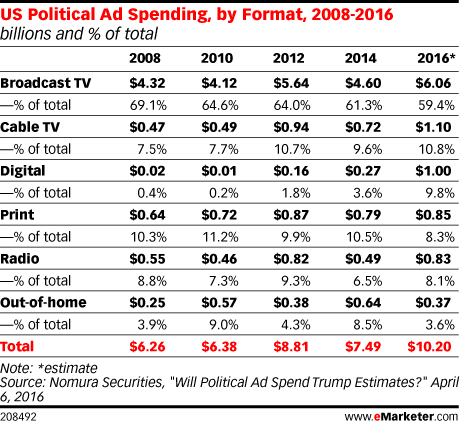 US Political Ad Spending, by Format, 2008-2016
billions and % of total
2008 2010 2012 2014 2016*
Broadcast TV $4.32 $4.12 $5.64 $4.60 $6.06
—% of total 69.1% 64.6% 64.0% 61.3% 59.4%
Cable TV $0.47 $0.49 $0.94 $0.72 $1.10
—% of total 7.5% 7.7% 10.7% 9.6% 10.8%
Digital $0.02 $0.01 $0.16 $0.27 $1.00
—% of total 0.4% 0.2% 1.8% 3.6% 9.8%
Print $0.64 $0.72 $0.87 $0.79 $0.85
—% of total 10.3% 11.2% 9.9% 10.5% 8.3%
Radio $0.55 $0.46 $0.82 $0.49 $0.83
—% of total 8.8% 7.3% 9.3% 6.5% 8.1%
Out-of-home $0.25 $0.57 $0.38 $0.64 $0.37
—% of total 3.9% 9.0% 4.3% 8.5% 3.6%
Total $6.26 $6.38 $8.81 $7.49 $10.20
Note: *estimate
Source: Nomura Securities, "Will Political Ad Spend Trump Estimates?" April
6, 2016
208492 www.eMarketer.com